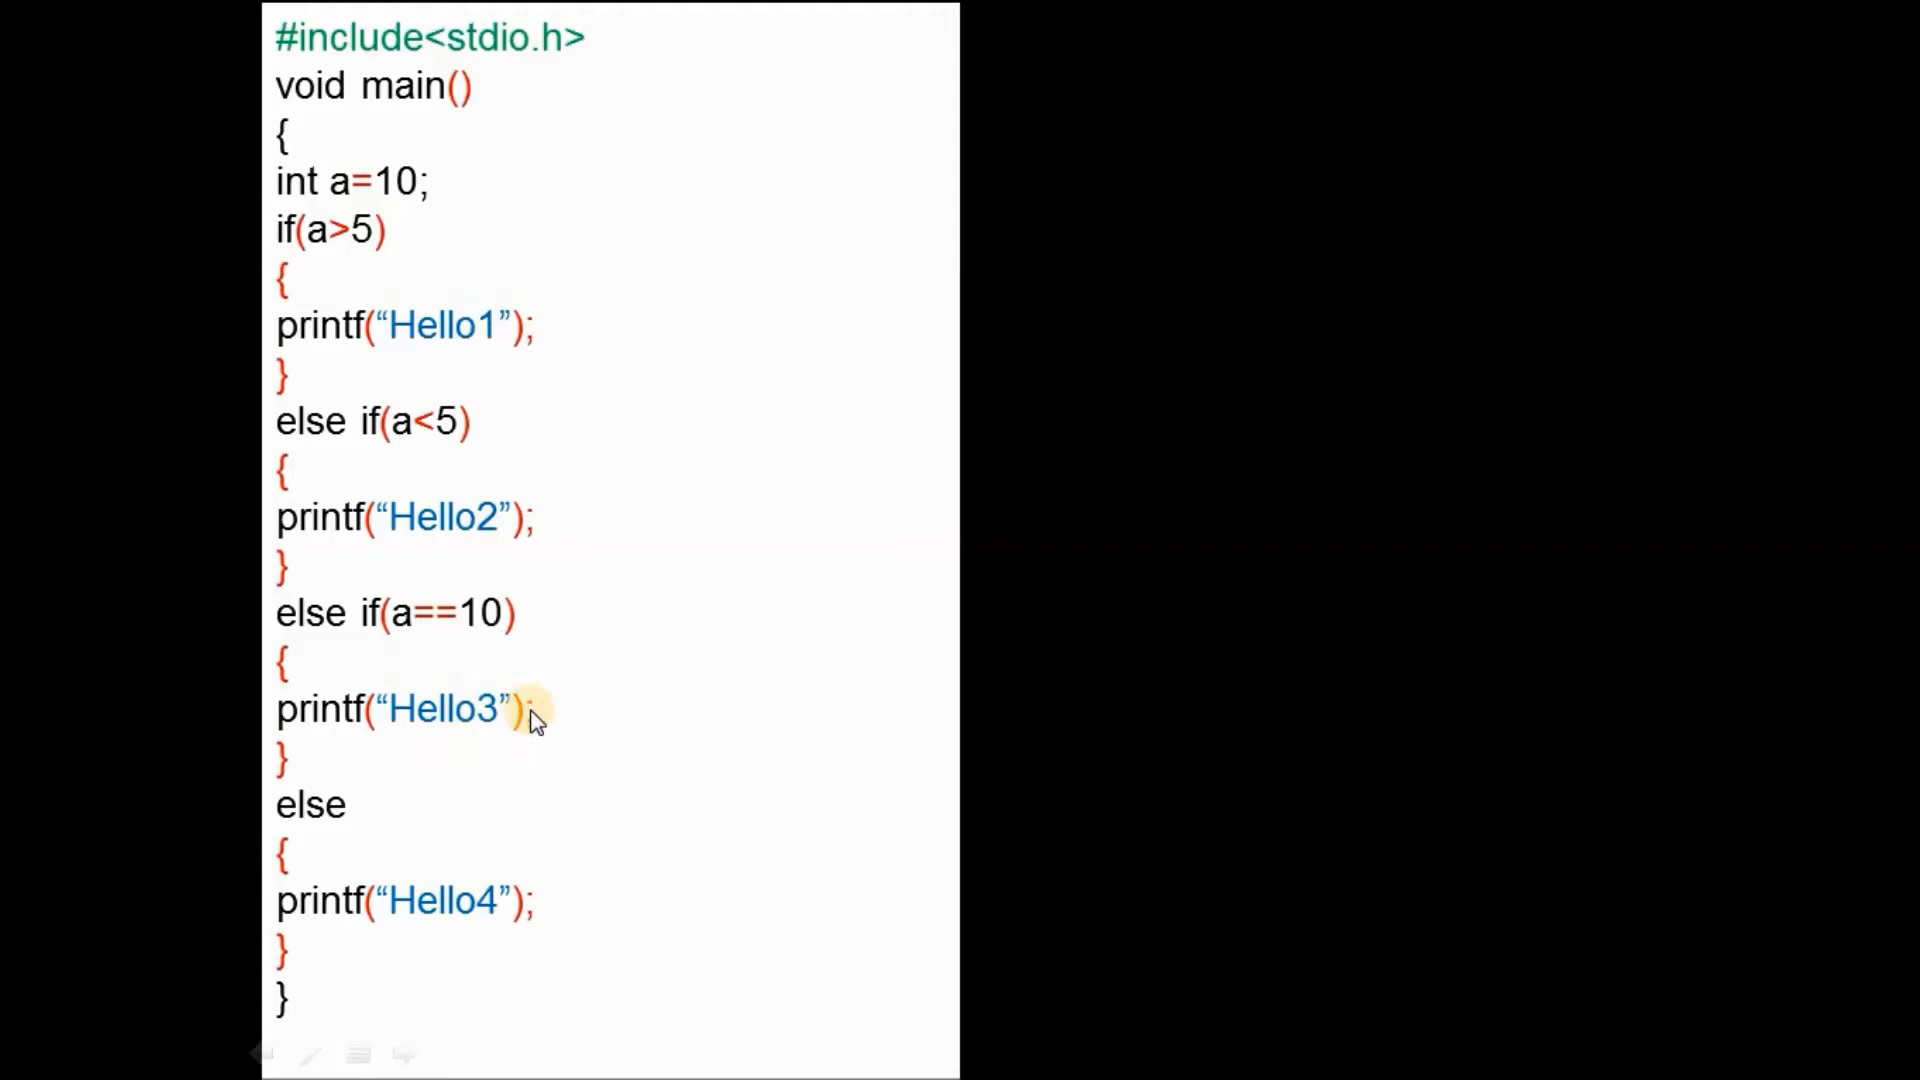 #include<stdio.h>
void main()
{
int a=10;
if(a>5)
{
printf(“Hello1”);
}
else if(a<5)
{
printf(“Hello2”);
}
else if(a==10)
{
printf(“Hello3”);
}
else
{
printf(“Hello4”);
}
}